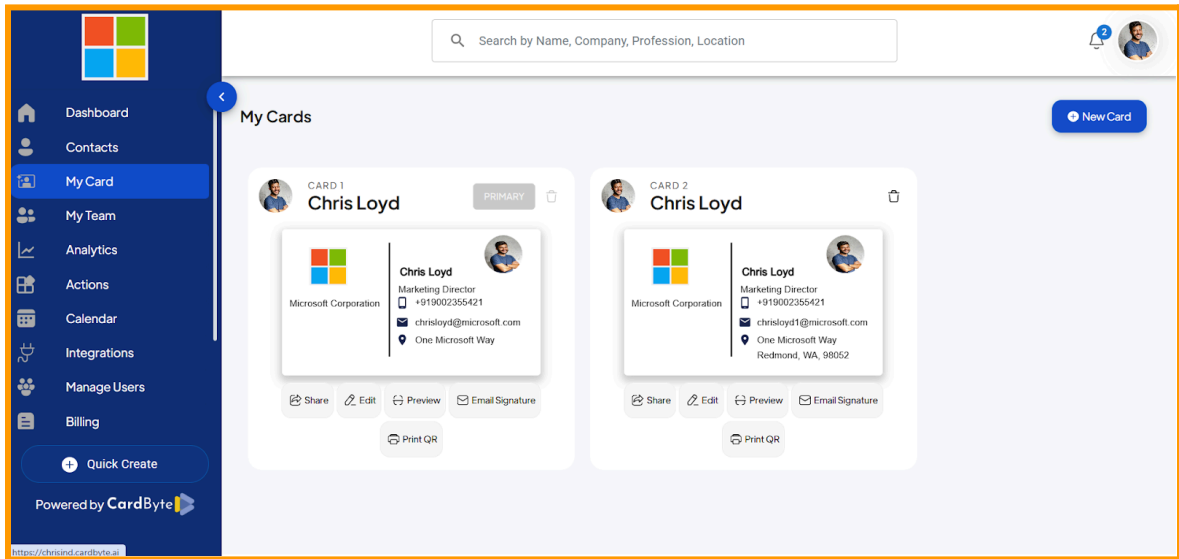 Search by Name, Company, Profession, Location
2
Dashboard
Contacts
My Card
My Team
Analytics
Actions
Calendar
Integrations
Manage Users
Billing
Quick Create
Powered by CardByte
https://chrisind.cardbyte.ai
My Cards
New Card
CARD 1
Chris Loyd
PRIMARY
Microsoft Corporation
Chris Loyd
Marketing Director
+919002355421
chrisloyd@microsoft.com
One Microsoft Way
Share
Edit
Preview
Email Signature
Print QR
CARD 2
Chris Loyd
Microsoft Corporation
Chris Loyd
Marketing Director
+919002355421
chrisloyd1@microsoft.com
One Microsoft Way
Redmond, WA, 98052
Share
Edit
Preview
Email Signature
Print QR